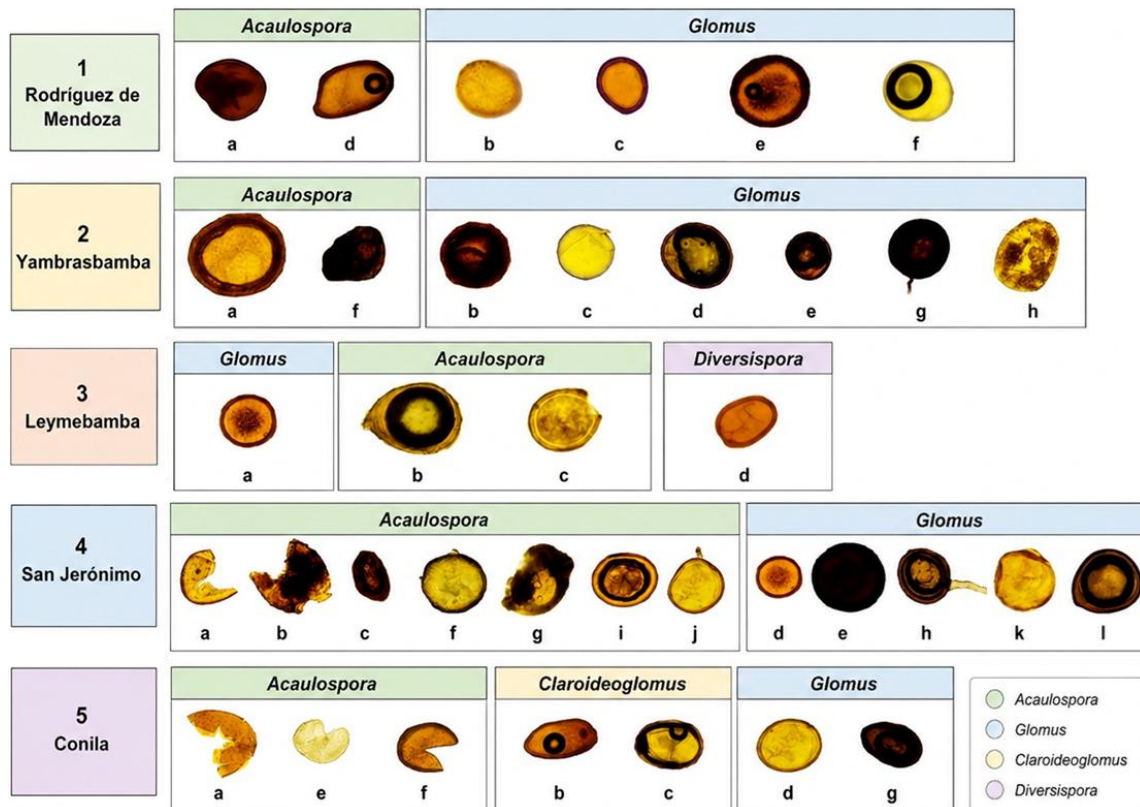 Acaulospora
Glomus
1
Rodríguez de
Mendoza
a
d
b
c
e
f
Acaulospora
Glomus
2
Yambrasbamba
a
f
b
c
d
e
g
h
Glomus
Acaulospora
Diversispora
3
Leymebamba
a
b
c
d
Acaulospora
Glomus
4
San Jerónimo
a
b
c
f
g
i
j
d
e
h
k
l
Acaulospora
Claroideoglomus
Glomus
5
Conila
a
e
f
b
c
d
g
Acaulospora
Glomus
Claroideoglomus
Diversispora